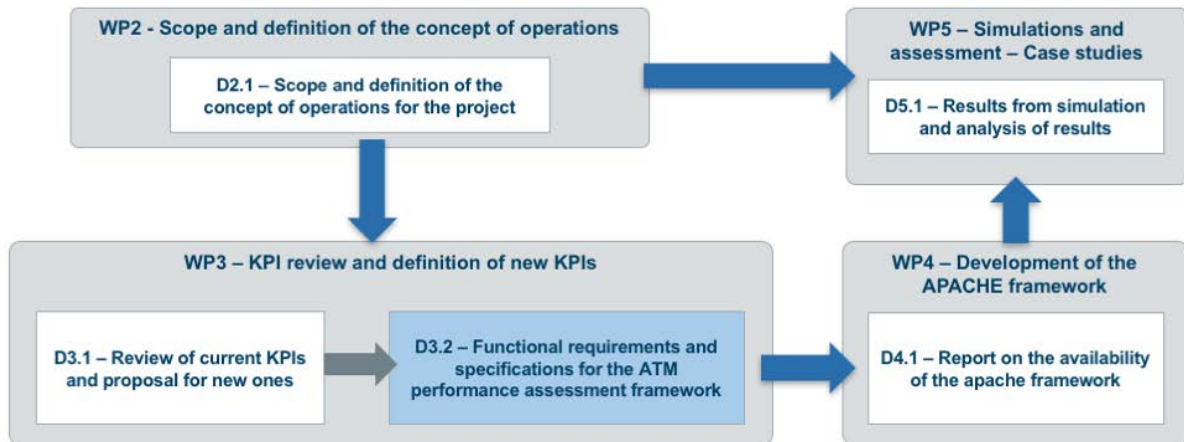 WP2 - Scope and definition of the concept of operations
D2.1 – Scope and definition of the
concept of operations for the project
WP5 – Simulations and
assessment – Case studies
D5.1 – Results from simulation
and analysis of results
WP3 – KPI review and definition of new KPIs
D3.1 – Review of current KPIs
and proposal for new ones
D3.2 – Functional requirements and
specifications for the ATM
performance assessment framework
WP4 – Development of the
APACHE framework
D4.1 – Report on the availability
of the apache framework